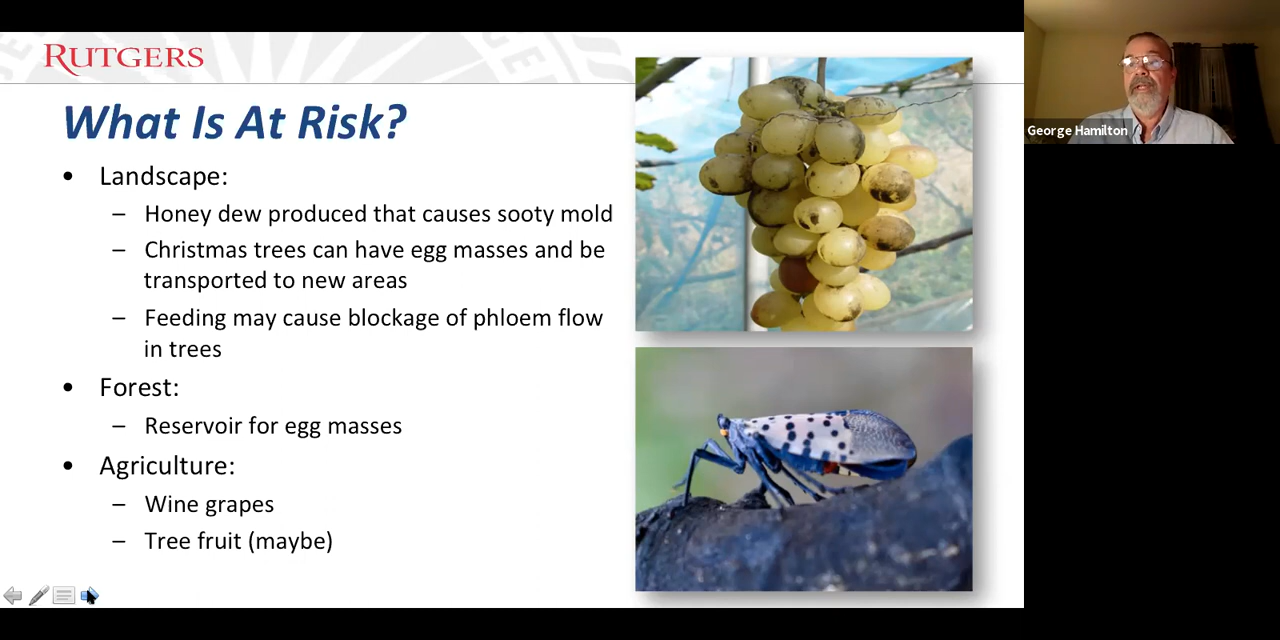 RUTGERS
What Is At Risk?
• Landscape:
– Honey dew produced that causes sooty mold
– Christmas trees can have egg masses and be
transported to new areas
– Feeding may cause blockage of phloem flow
in trees
• Forest:
– Reservoir for egg masses
• Agriculture:
– Wine grapes
– Tree fruit (maybe)
George Hamilton